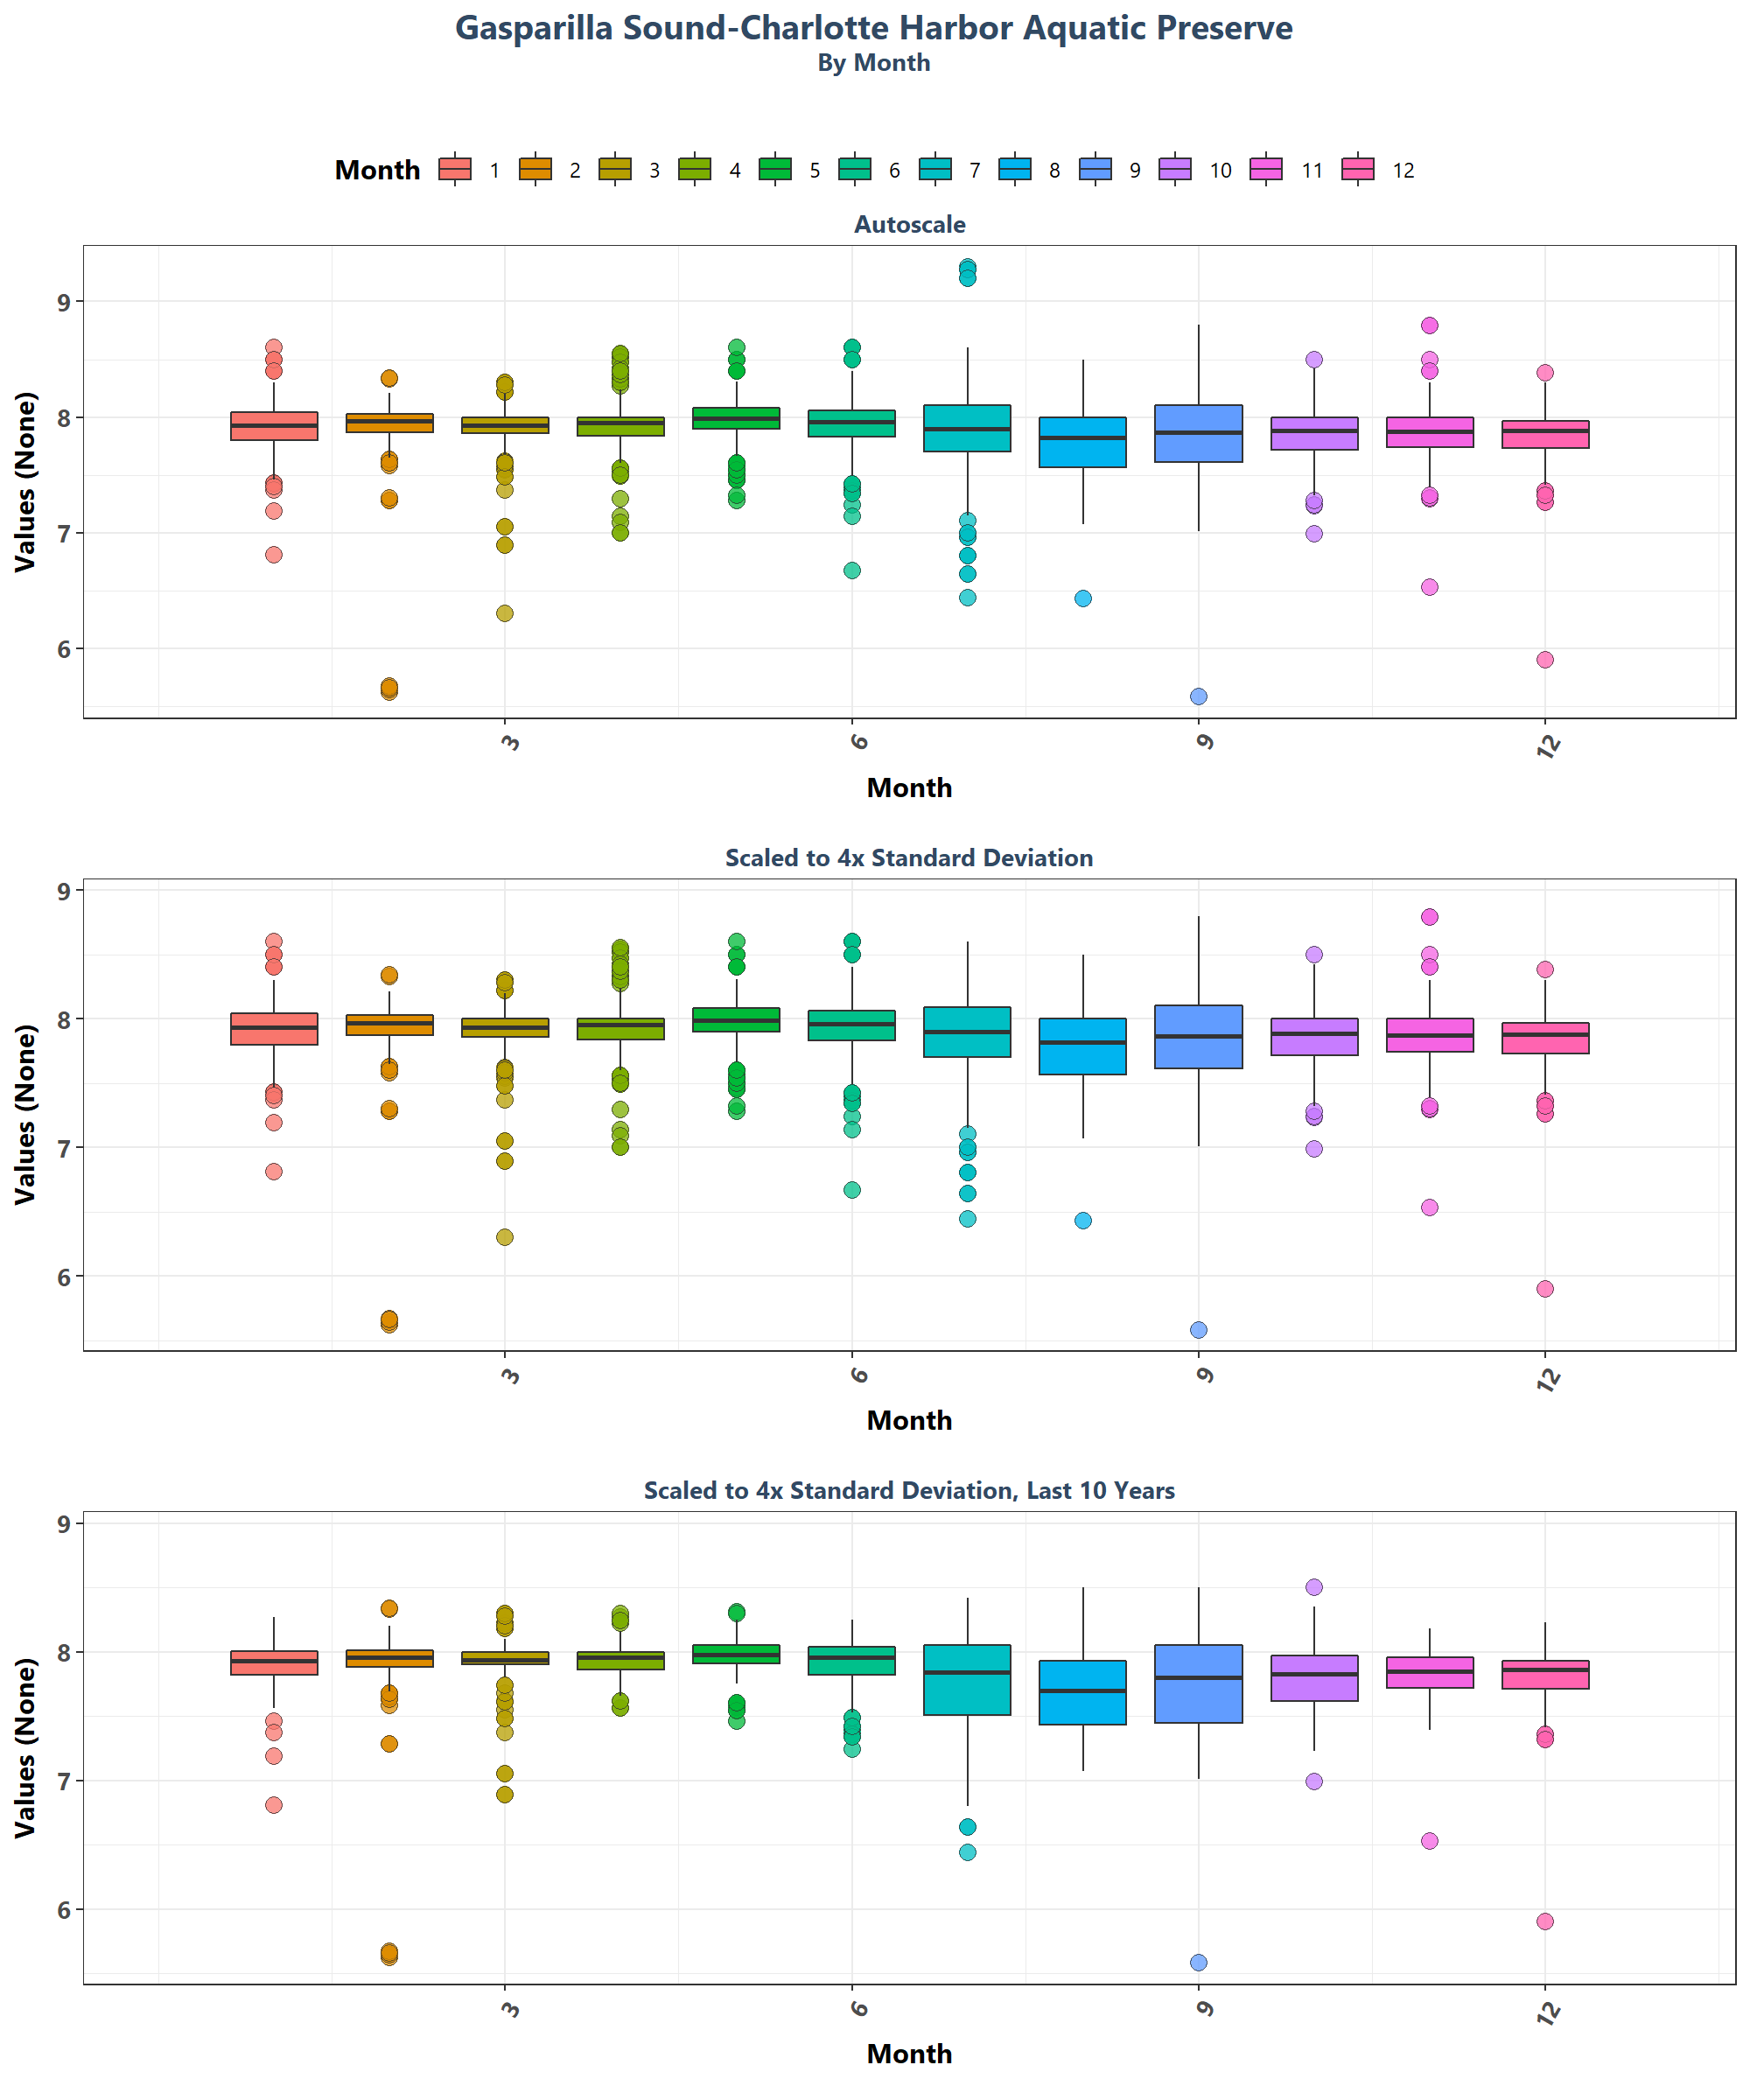 Gasparilla Sound-Charlotte Harbor Aquatic Preserve
By Month
Month 1 2 3 4 5 6 7 8 9 10 11 12
Autoscale
Values (None)
9
8
7
6
3 6 9 12
Month
Scaled to 4x Standard Deviation
Values (None)
9
8
7
6
3 6 9 12
Month
Scaled to 4x Standard Deviation, Last 10 Years
Values (None)
9
8
7
6
3 6 9 12
Month